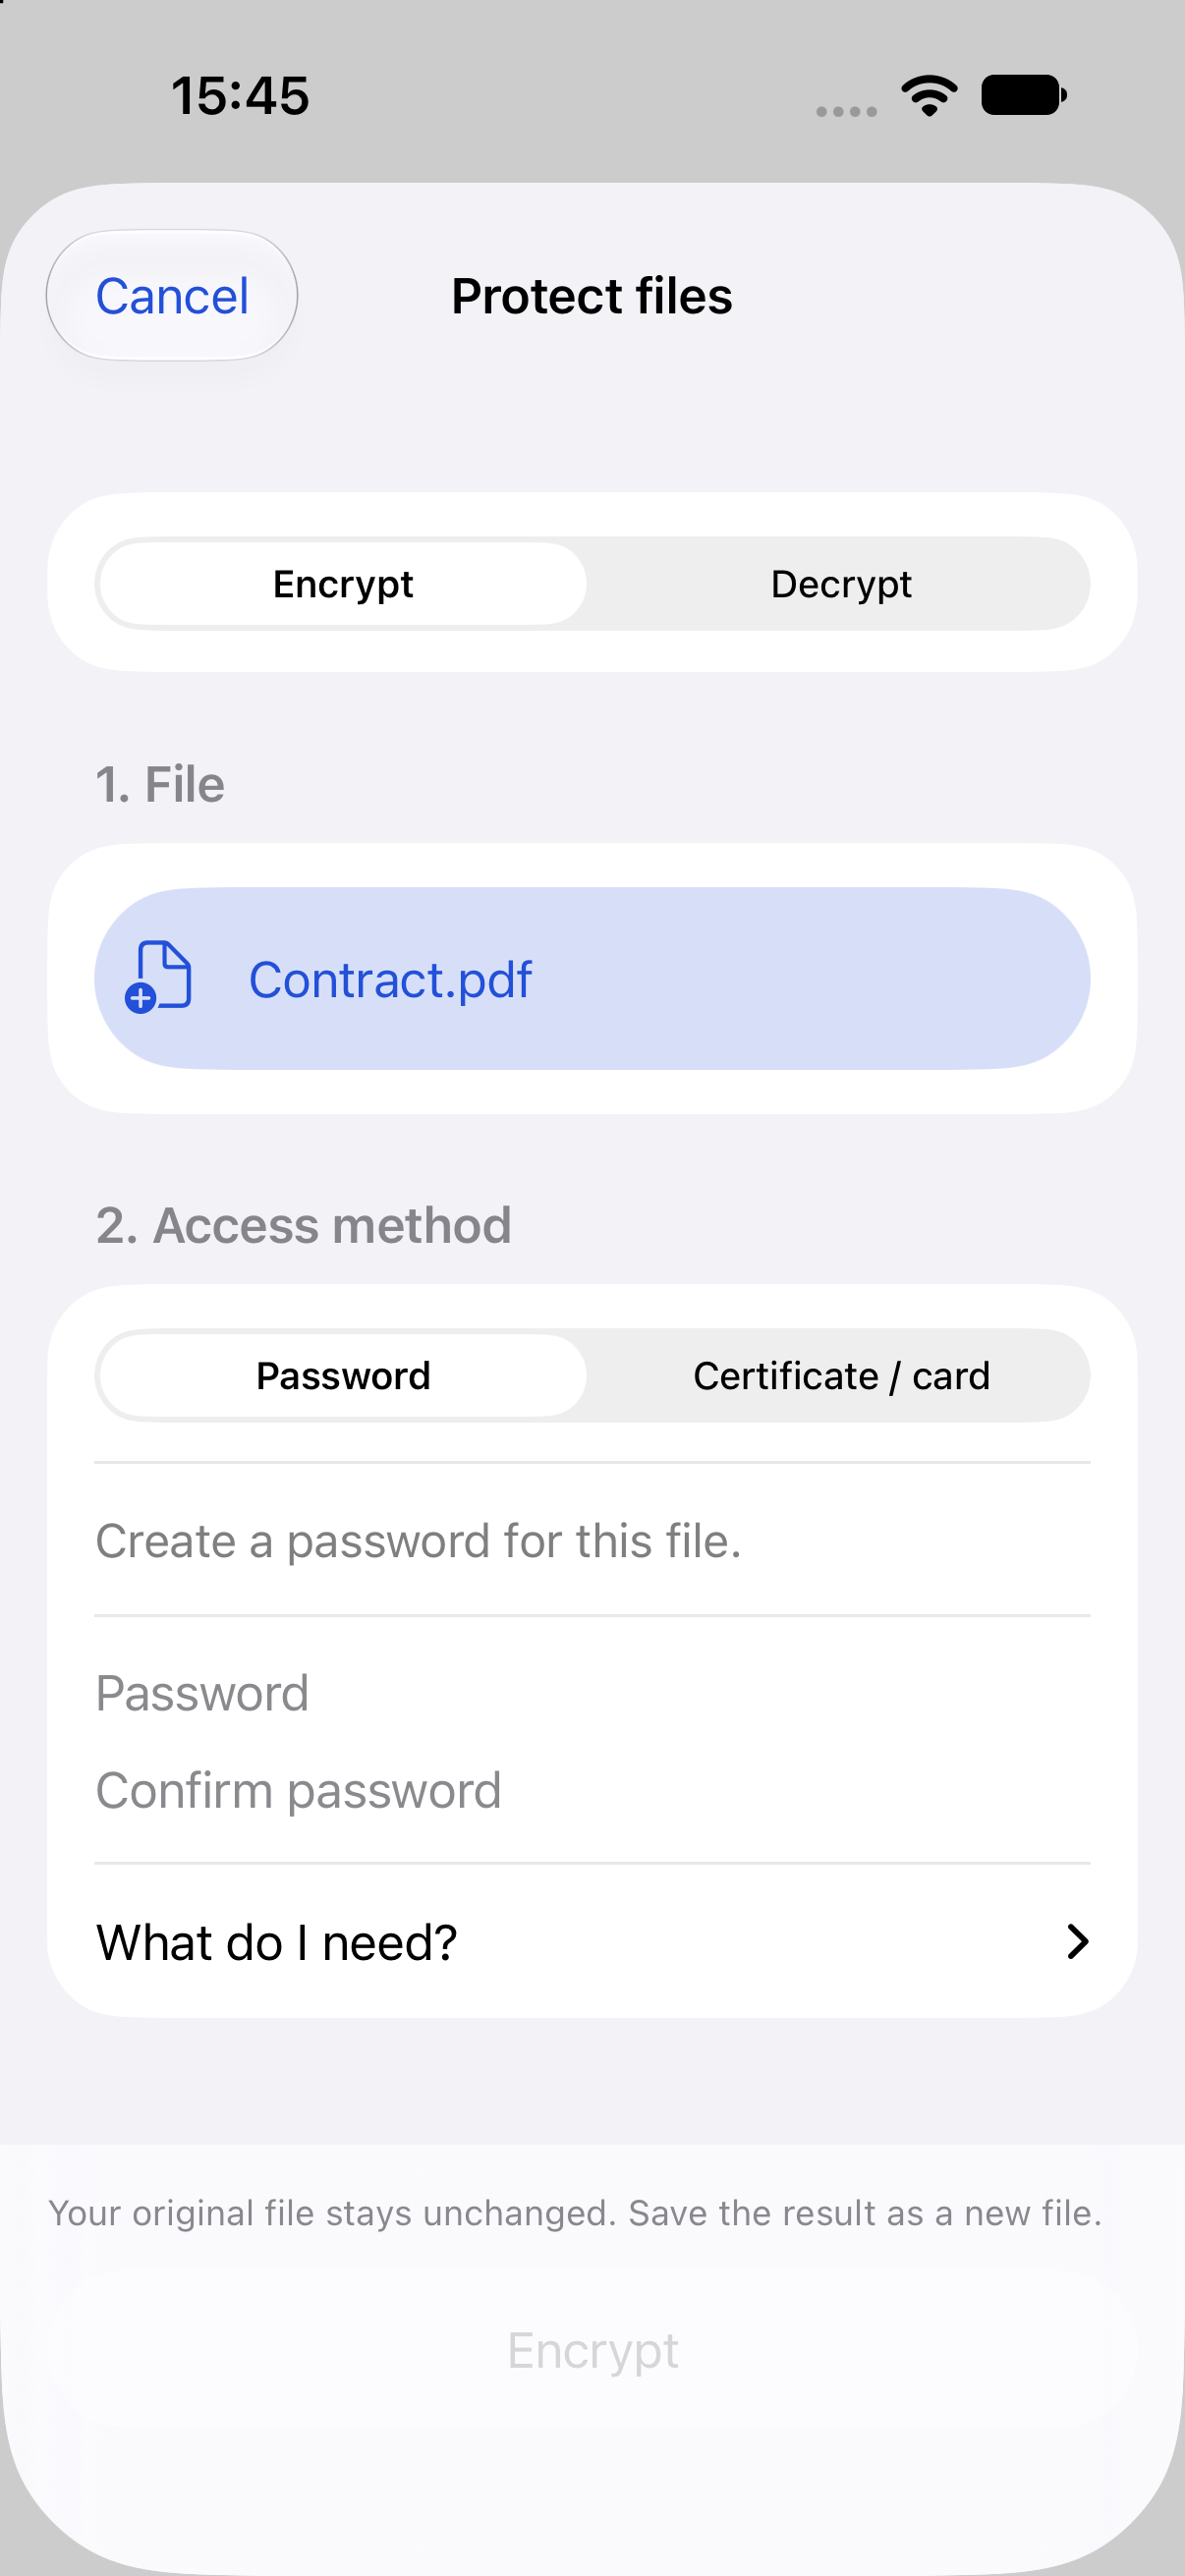 15:45
Cancel
Protect files
Encrypt
Decrypt
1. File
Contract.pdf
2. Access method
Password
Certificate / card
Create a password for this file.
Password
Confirm password
What do I need?
Your original file stays unchanged. Save the result as a new file.
Encrypt